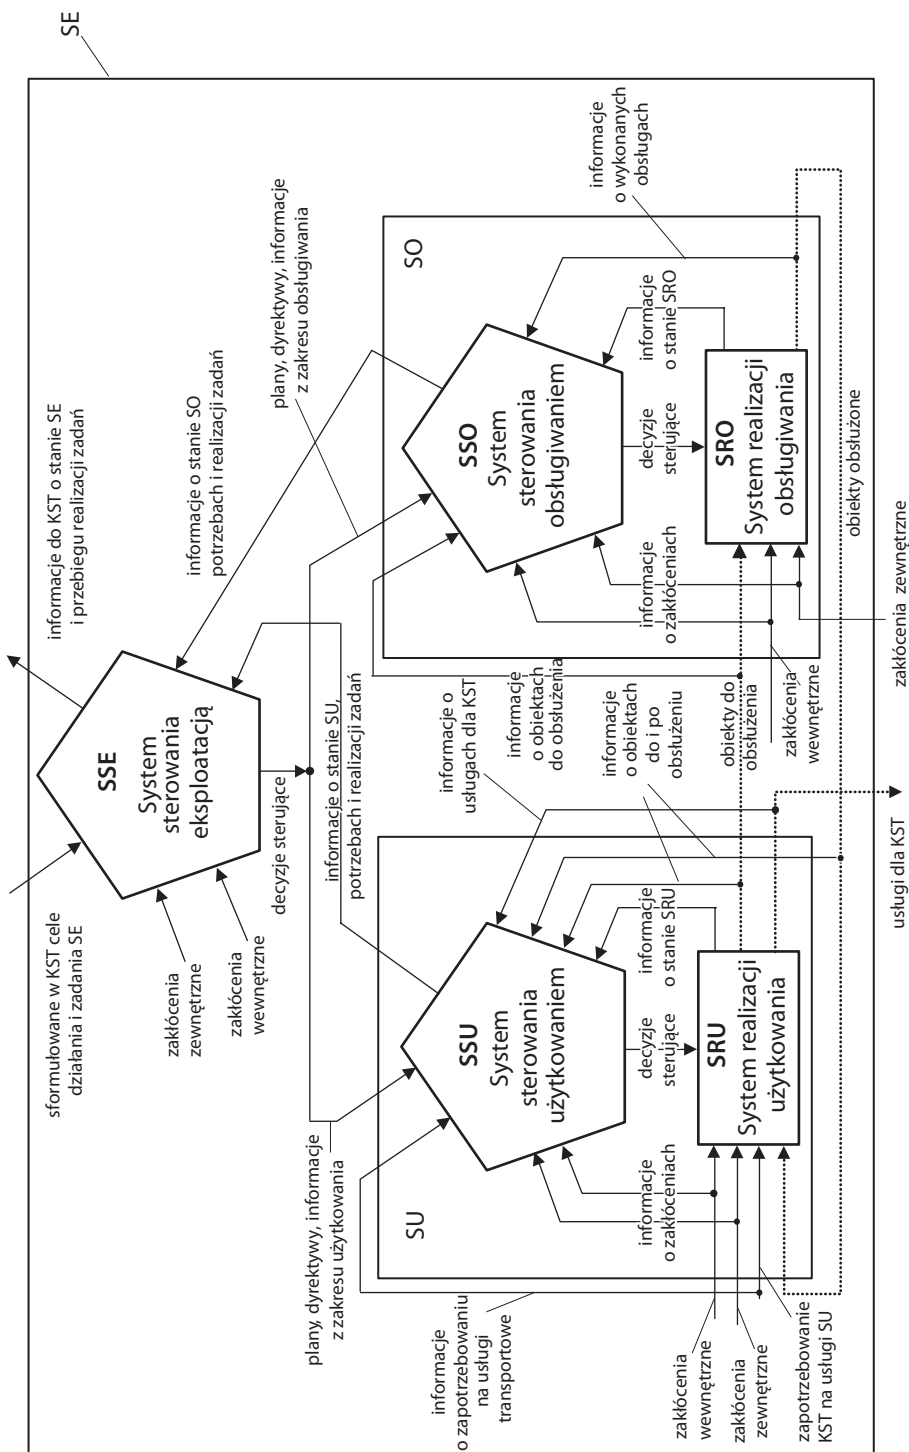 SE
sformułowane w KST cele
działania i zadania SE
informacje do KST o stanie SE
i przebiegu realizacji zadań
zakłócenia
zewnętrzne
zakłócenia
wewnętrzne
SSE
System
sterowania
eksploatacją
decyzje sterujące
informacje o stanie SO
potrzebach i realizacji zadań
plany, dyrektywy, informacje
z zakresu obsługiwania
informacje o stanie SU,
potrzebach i realizacji zadań
plany, dyrektywy, informacje
z zakresu użytkowania
SU
SSU
System
sterowania
użytkowaniem
informacje o
usługach dla KST
informacje
o obiektach
do obsłużenia
informacje
o obiektach
do i po
obsłużeniu
informacje
o zakłóceniach
decyzje
sterujące
informacje
o stanie SRU
SRU
System realizacji
użytkowania
informacje
o zapotrzebowaniu
na usługi
transportowe
zakłócenia
wewnętrzne
zakłócenia
zewnętrzne
zapotrzebowanie
KST na usługi SU
SO
SSO
System
sterowania
obsługiwaniem
informacje
o wykonanych
obsługach
informacje
o zakłóceniach
decyzje
sterujące
informacje
o stanie SRO
SRO
System realizacji
obsługiwania
obiekty do
obsłużenia
zakłócenia
wewnętrzne
obiekty obsłużone
usługi dla KST
zakłócenia zewnętrzne